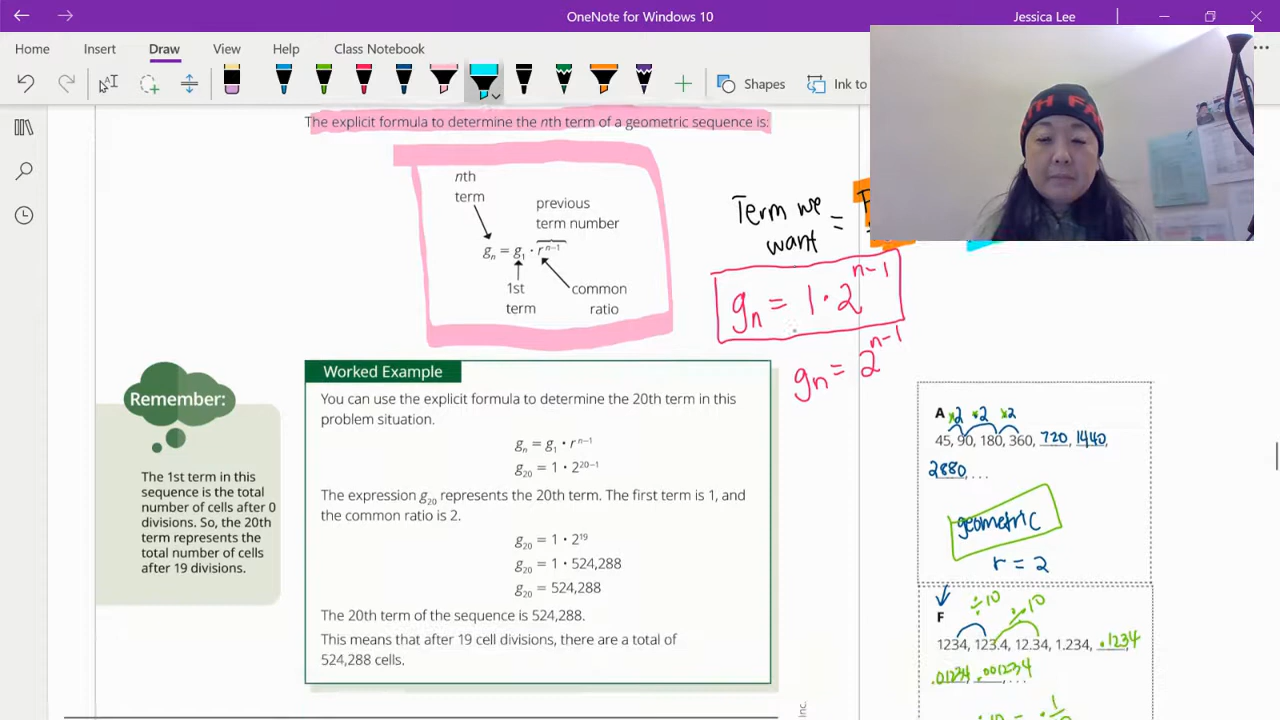 OneNote for Windows 10
Jessica Lee
Home Insert Draw View Help Class Notebook
Shapes
Ink to
The explicit formula to determine the nth term of a geometric sequence is:
nth
term
previous
term number
gₙ = g₁ · rⁿ⁻¹
1st
term
common
ratio
Term we
want =
gₙ = 1 · 2ⁿ⁻¹
gₙ = 2ⁿ⁻¹
Remember:
The 1st term in this
sequence is the total
number of cells after 0
divisions. So, the 20th
term represents the
total number of cells
after 19 divisions.
Worked Example
You can use the explicit formula to determine the 20th term in this
problem situation.
gₙ = g₁ · rⁿ⁻¹
g₂₀ = 1 · 2²⁰⁻¹
The expression g₂₀ represents the 20th term. The first term is 1, and
the common ratio is 2.
g₂₀ = 1 · 2¹⁹
g₂₀ = 1 · 524,288
g₂₀ = 524,288
The 20th term of the sequence is 524,288.
This means that after 19 cell divisions, there are a total of
524,288 cells.
A ×2 ×2 ×2
45, 90, 180, 360, 720, 1440,
2880, . . .
geometric
r = 2
÷10 ÷10
F
1234, 123.4, 12.34, 1.234, .1234,
.01234, .001234, . . .
Inc.